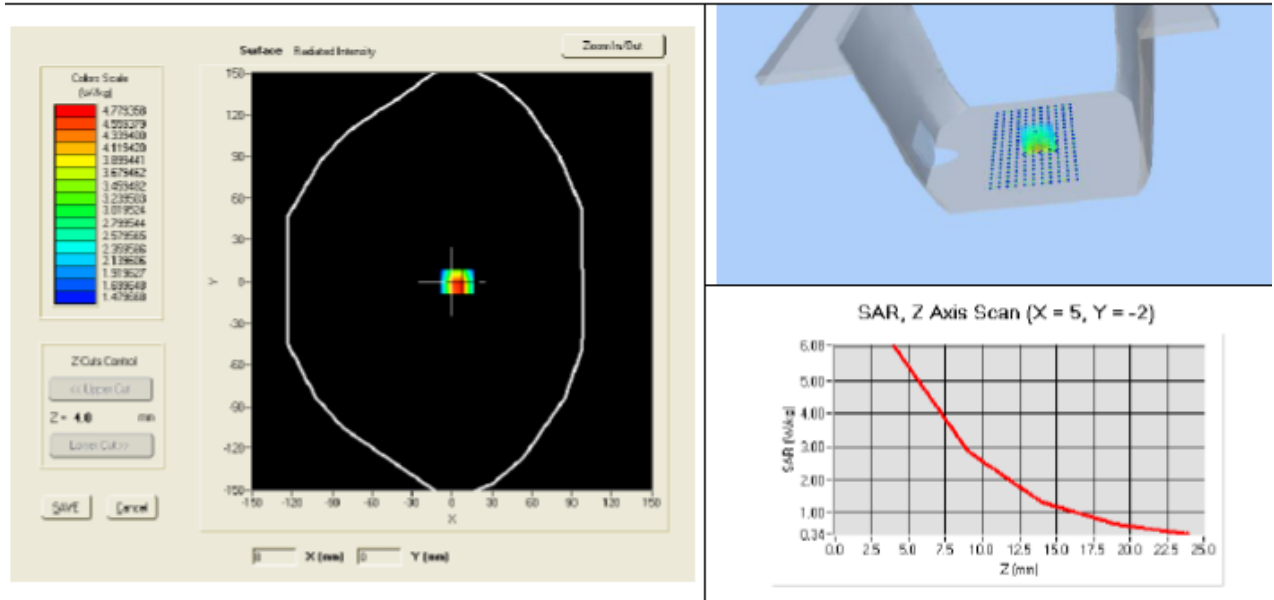 Surface Radiated Intensity
Zoom In/Out
Colors Scale
(W/kg)
4.779358
4.559379
4.339400
4.119420
3.899441
3.679462
3.459482
3.239503
3.019524
2.799544
2.579565
2.359586
2.139606
1.919627
1.699648
1.479668
Z Cuts Control
<< Upper Cut
Z = 4.0 mm
Lower Cut >>
SAVE
Cancel
150
120
90
60
30
0
-30
-60
-90
-120
-150
Y
-150 -120 -90 -60 -30 0 30 60 90 120 150
X
0 X (mm) 0 Y (mm)
SAR, Z Axis Scan (X = 5, Y = -2)
6.08
5.00
4.00
3.00
2.00
1.00
0.34
SAR (W/kg)
0.0 2.5 5.0 7.5 10.0 12.5 15.0 17.5 20.0 22.5 25.0
Z (mm)